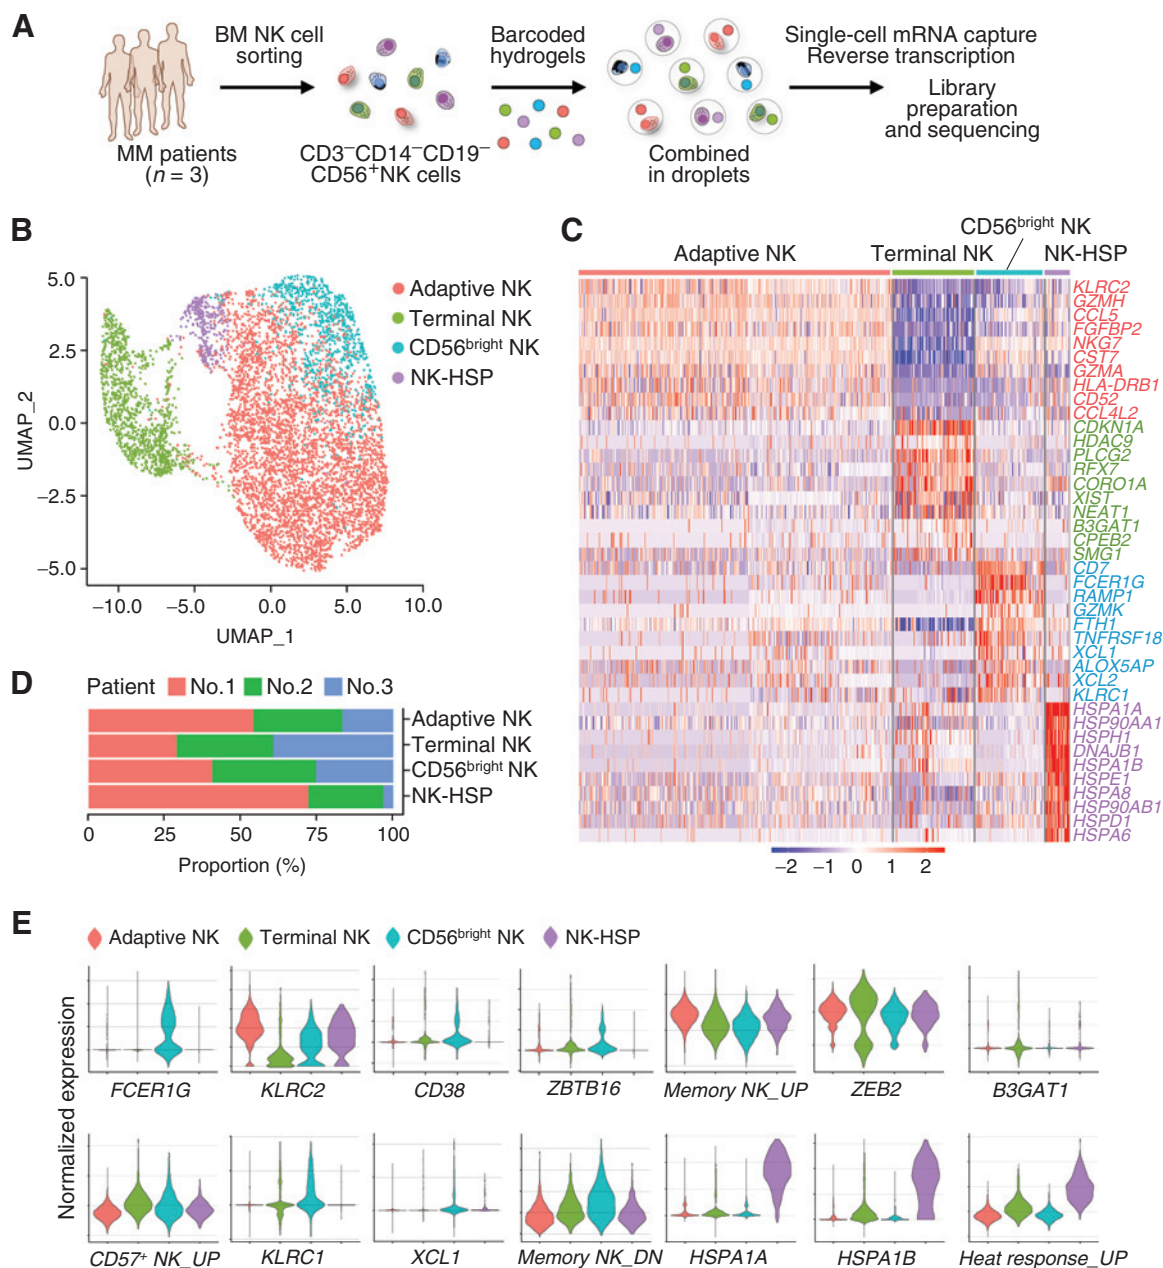 A
BM NK cell
sorting
Barcoded
hydrogels
Single-cell mRNA capture
Reverse transcription
Library
preparation
and sequencing
MM patients
(n = 3)
CD3–CD14–CD19–
CD56+NK cells
Combined
in droplets
B
5.0
2.5
0.0
−2.5
−5.0
UMAP_2
−10.0
−5.0
0.0
5.0
10.0
UMAP_1
Adaptive NK
Terminal NK
CD56bright NK
NK-HSP
C
CD56bright NK
Adaptive NK
Terminal NK
NK-HSP
KLRC2
GZMH
CCL5
FGFBP2
NKG7
CST7
GZMA
HLA-DRB1
CD52
CCL4L2
CDKN1A
HDAC9
PLCG2
RFX7
CORO1A
XIST
NEAT1
B3GAT1
CPEB2
SMG1
CD7
FCER1G
RAMP1
GZMK
FTH1
TNFRSF18
XCL1
ALOX5AP
XCL2
KLRC1
HSPA1A
HSP90AA1
HSPH1
DNAJB1
HSPA1B
HSPE1
HSPA8
HSP90AB1
HSPD1
HSPA6
−2
−1
0
1
2
D
Patient
No.1
No.2
No.3
Adaptive NK
Terminal NK
CD56bright NK
NK-HSP
0
25
50
75
100
Proportion (%)
E
Adaptive NK
Terminal NK
CD56bright NK
NK-HSP
Normalized expression
FCER1G
KLRC2
CD38
ZBTB16
Memory NK_UP
ZEB2
B3GAT1
CD57+ NK_UP
KLRC1
XCL1
Memory NK_DN
HSPA1A
HSPA1B
Heat response_UP